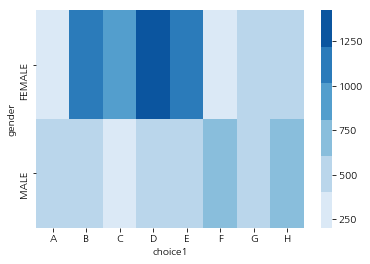 gender
FEMALE
MALE
A B C D E F G H
choice1
1250
1000
750
500
250